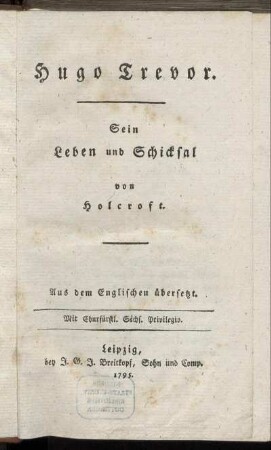 Hugo Trevor.
Sein
Leben und Schicksal
von
Holcroft.
Aus dem Englischen übersetzt.
Mit Churfürstl. Sächs. Privilegio.
Leipzig,
bey J. G. J. Breitkopf, Sohn und Comp.
1795.